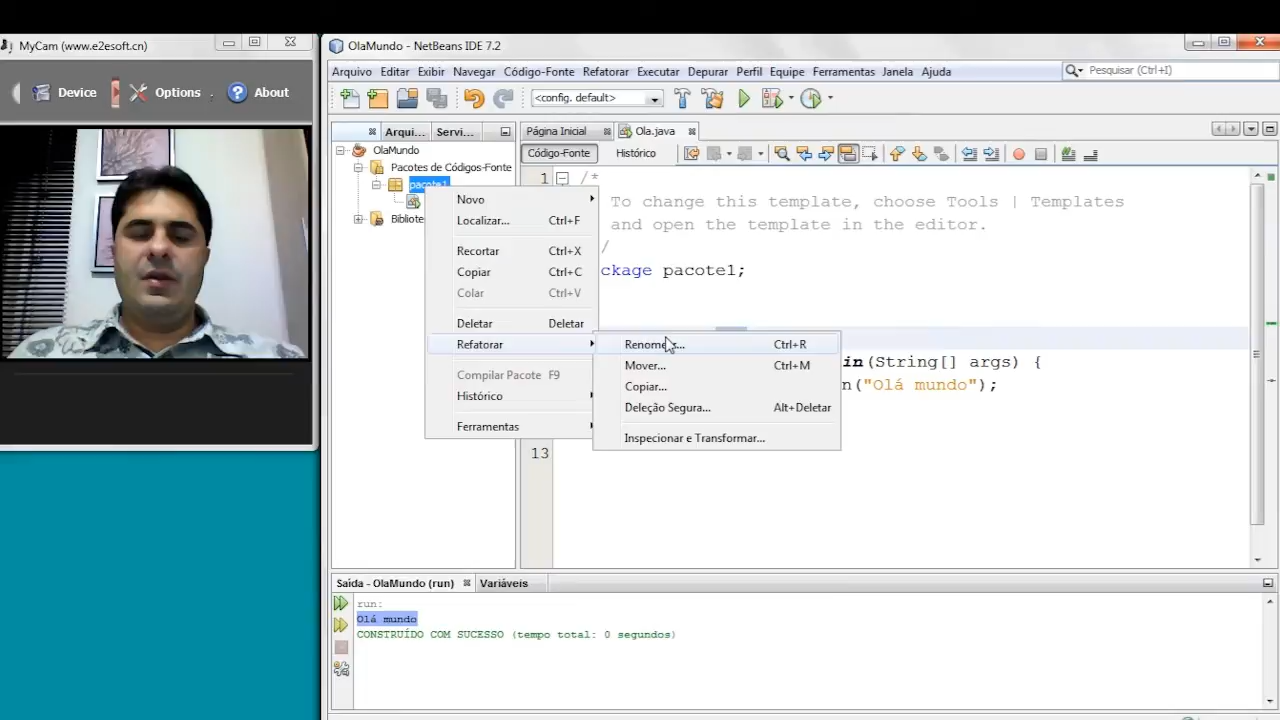 MyCam (www.e2esoft.cn)
Device
Options
About
OlaMundo - NetBeans IDE 7.2
Arquivo Editar Exibir Navegar Código-Fonte Refatorar Executar Depurar Perfil Equipe Ferramentas Janela Ajuda
Pesquisar (Ctrl+I)
<config. default>
Arqui... Servi...
Página Inicial Ola.java
Código-Fonte Histórico
OlaMundo
Pacotes de Códigos-Fonte
pacote1
Bibliote
Novo
Localizar... Ctrl+F
Recortar Ctrl+X
Copiar Ctrl+C
Colar Ctrl+V
Deletar Deletar
Refatorar
Compilar Pacote F9
Histórico
Ferramentas
Renomear... Ctrl+R
Mover... Ctrl+M
Copiar... 
Deleção Segura... Alt+Deletar
Inspecionar e Transformar...
1 /*
To change this template, choose Tools | Templates
and open the template in the editor.
/
ckage pacote1;
in(String[] args) {
n("Olá mundo");
13
Saída - OlaMundo (run) Variáveis
run:
Olá mundo
CONSTRUÍDO COM SUCESSO (tempo total: 0 segundos)